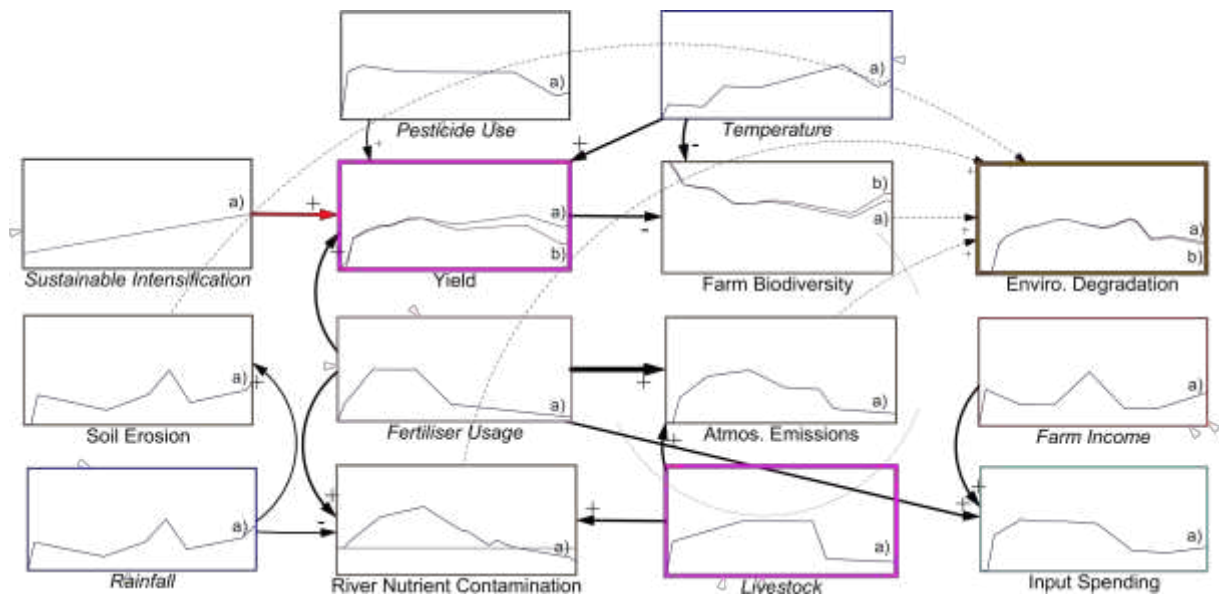 a)
a)
Pesticide Use
Temperature
+
+
-
+
a)
+
a)
b)
b)
a)
-
+
+
+
a)
b)
Sustainable Intensification
Yield
Farm Biodiversity
Enviro. Degradation
a)
+
a)
+
a)
a)
Soil Erosion
Fertiliser Usage
Atmos. Emissions
Farm Income
+
a)
-
+
a)
+
a)
+
+
Rainfall
River Nutrient Contamination
Livestock
Input Spending